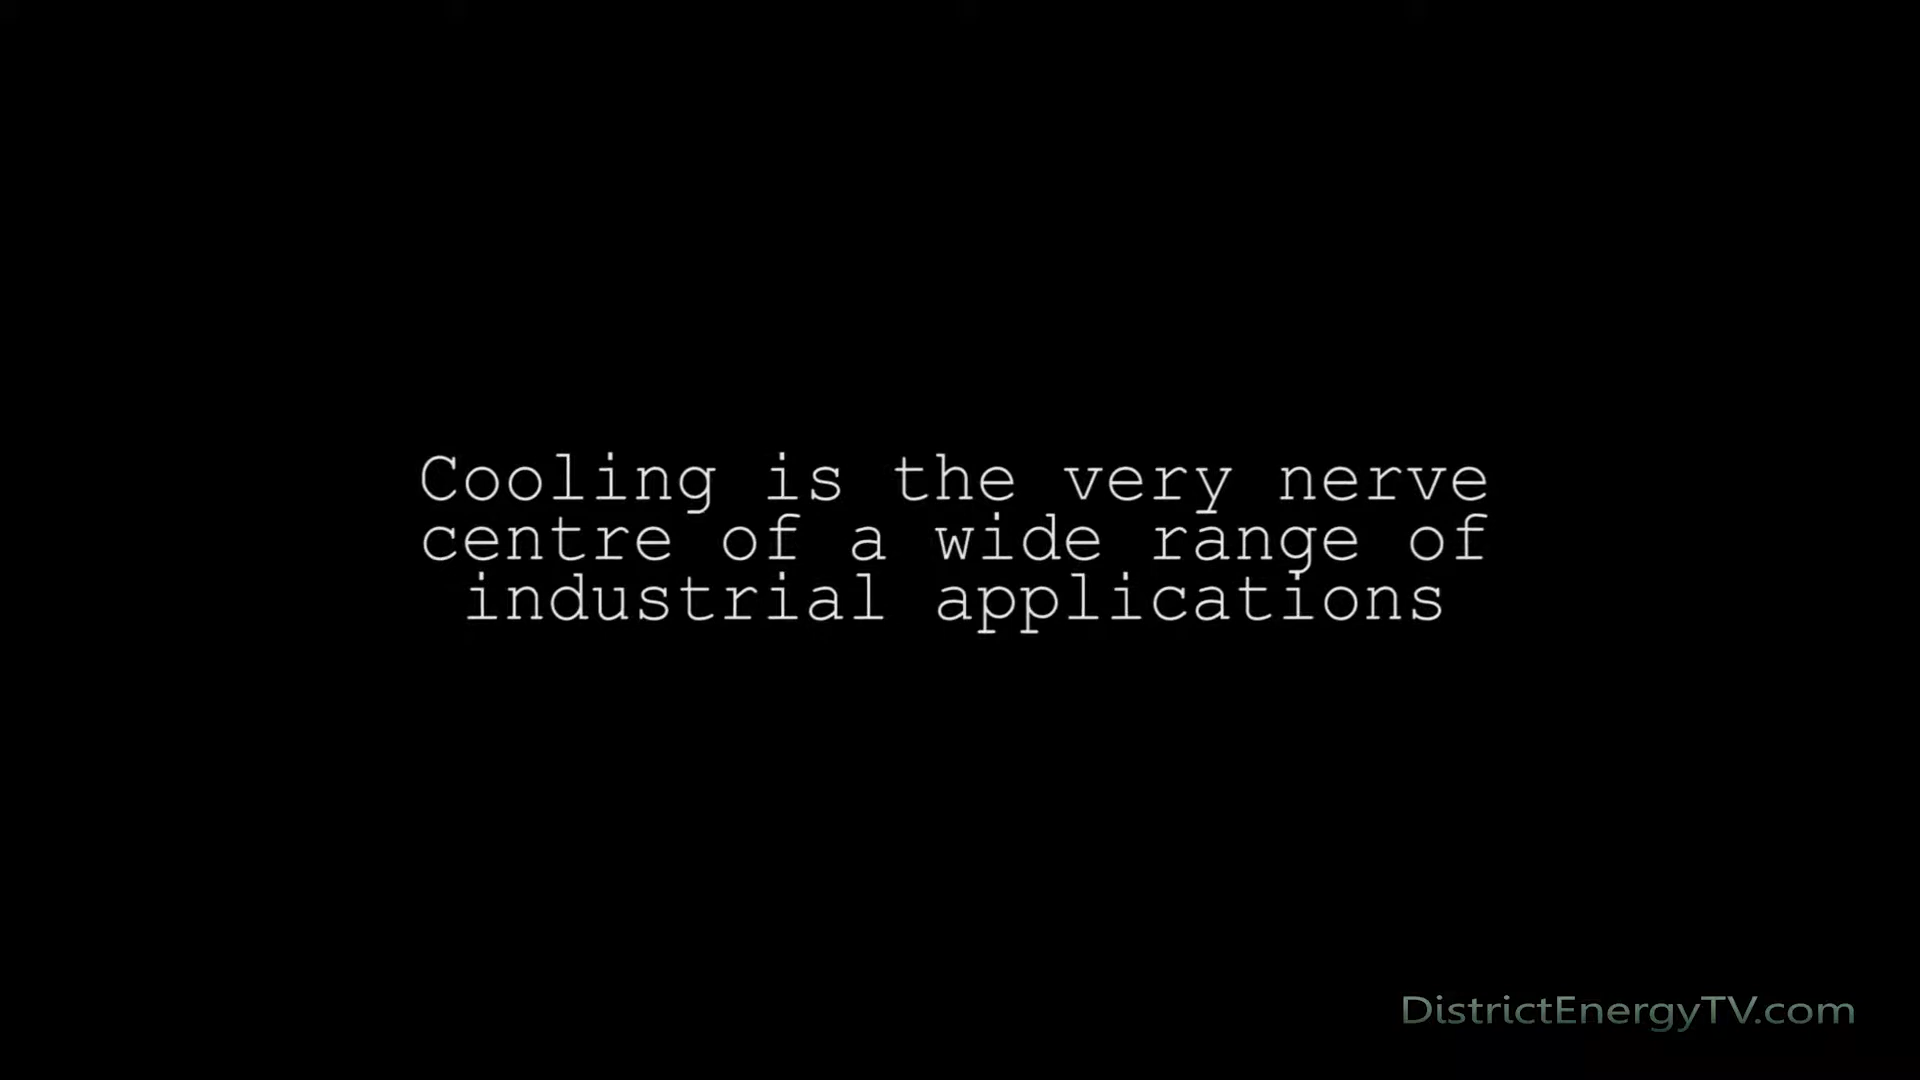 Cooling is the very nerve
centre of a wide range of
industrial applications
DistrictEnergyTV.com